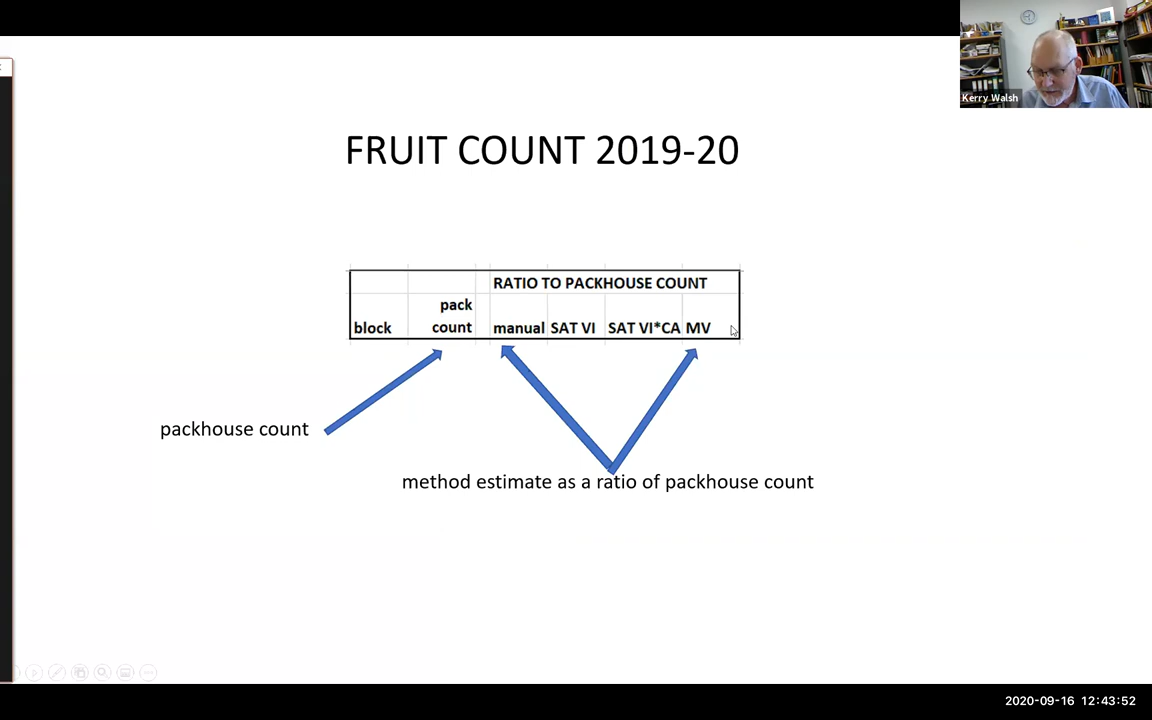 Kerry Walsh
FRUIT COUNT 2019-20
RATIO TO PACKHOUSE COUNT
block pack count manual SAT VI SAT VI*CA MV
packhouse count
method estimate as a ratio of packhouse count
2020-09-16 12:43:52